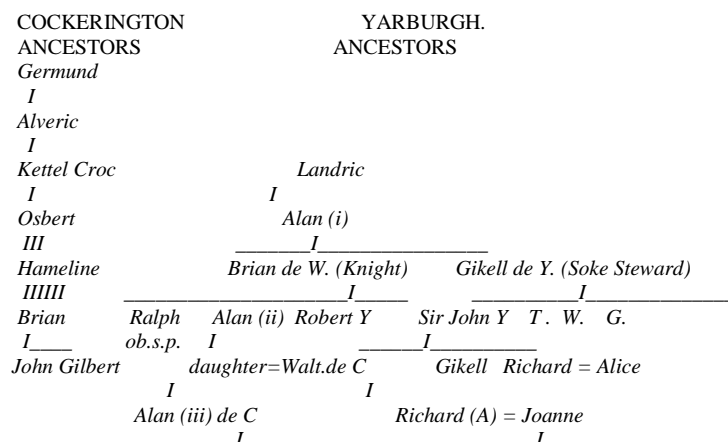 COCKERINGTON YARBURGH.
ANCESTORS ANCESTORS
Germund
I
Alveric
I
Kettel Croc Landric
I I
Osbert Alan (i)
III _______I_________________
Hameline Brian de W. (Knight) Gikell de Y. (Soke Steward)
IIIIII ______________________I_____ __________I______________
Brian Ralph Alan (ii) Robert Y Sir John Y T . W. G.
I____ ob.s.p. I ______I__________
John Gilbert daughter=Walt.de C Gikell Richard = Alice
I I
Alan (iii) de C Richard (A) = Joanne
I I